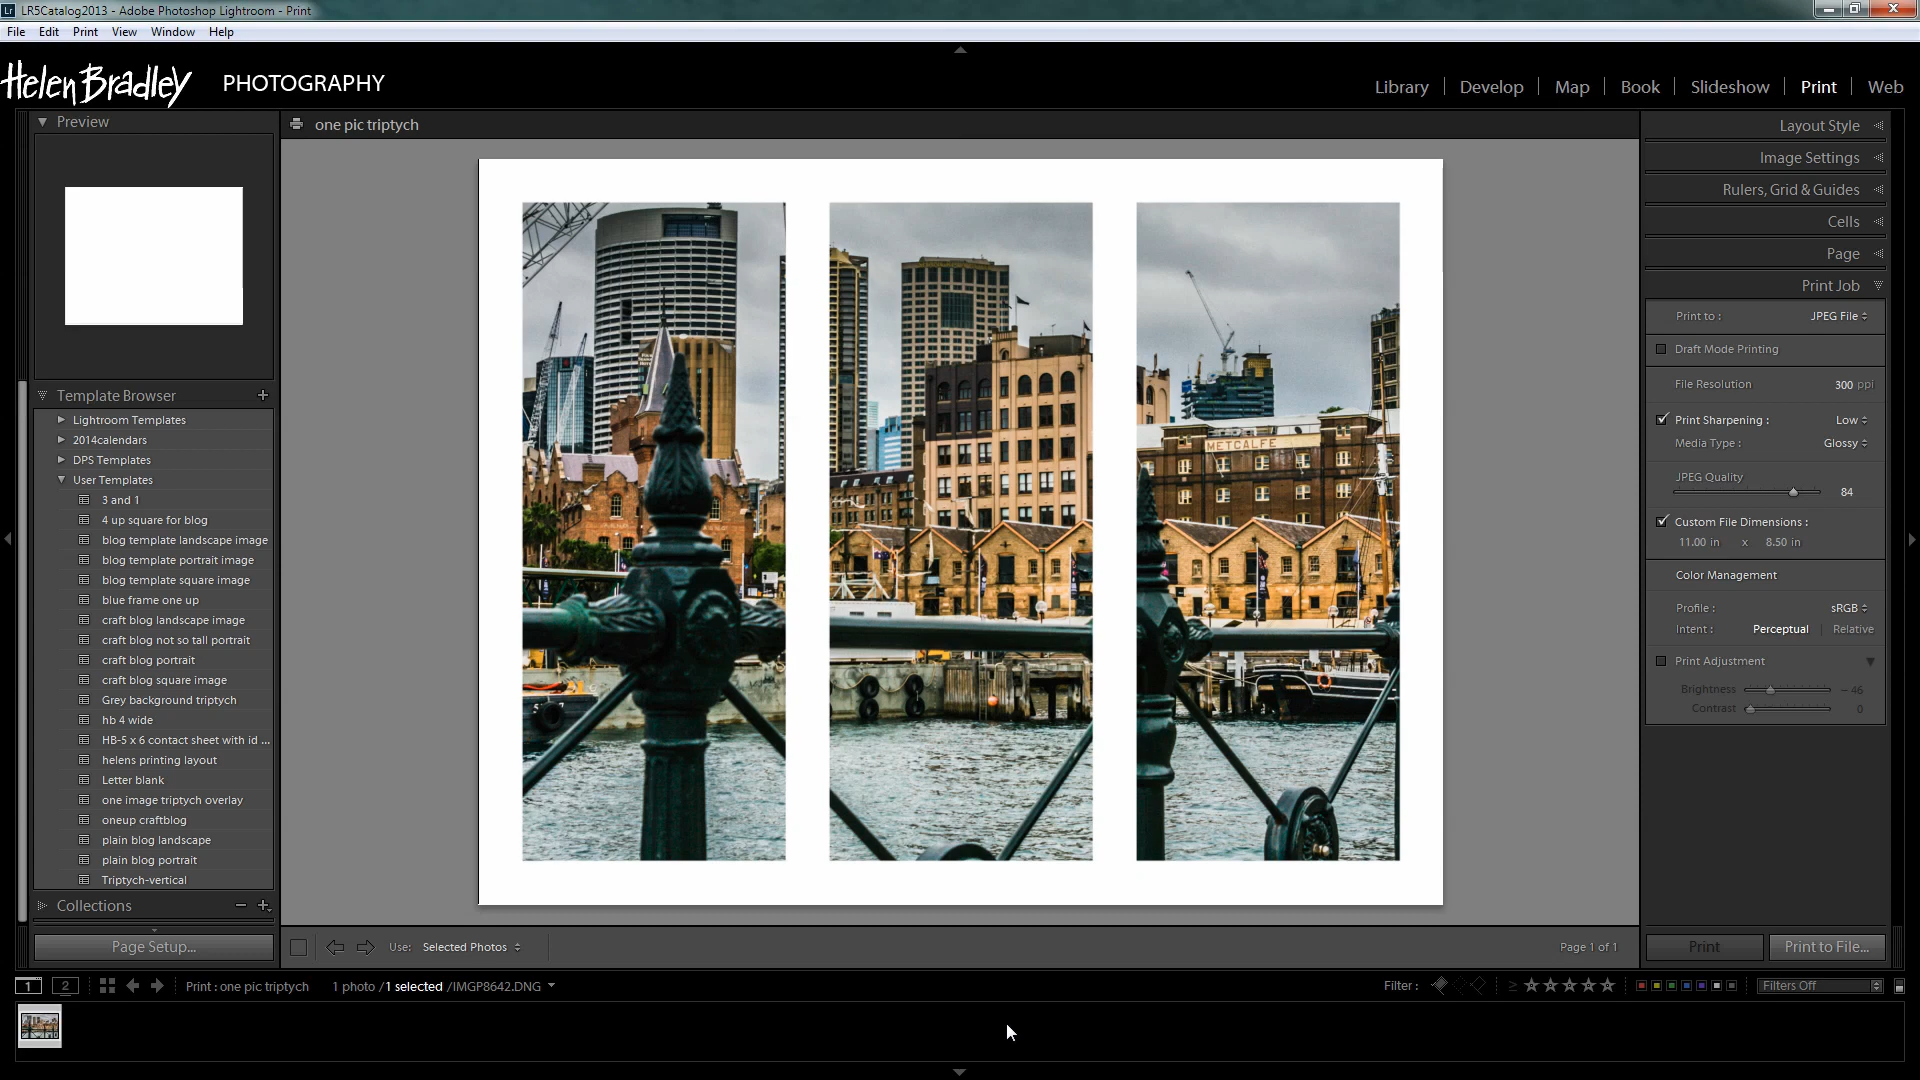 LR5Catalog2013 - Adobe Photoshop Lightroom - Print
File Edit Print View Window Help
Helen Bradley PHOTOGRAPHY
Library Develop Map Book Slideshow Print Web
Preview
one pic triptych
Template Browser
Lightroom Templates
2014calendars
DPS Templates
User Templates
3 and 1
4 up square for blog
blog template landscape image
blog template portrait image
blog template square image
blue frame one up
craft blog landscape image
craft blog not so tall portrait
craft blog portrait
craft blog square image
Grey background triptych
hb 4 wide
HB-5 x 6 contact sheet with id ...
helens printing layout
Letter blank
one image triptych overlay
oneup craftblog
plain blog landscape
plain blog portrait
Triptych-vertical
Collections
Page Setup...
METCALFE
Layout Style
Image Settings
Rulers, Grid & Guides
Cells
Page
Print Job
Print to : JPEG File
Draft Mode Printing
File Resolution 300 ppi
Print Sharpening : Low
Media Type : Glossy
JPEG Quality
84
Custom File Dimensions :
11.00 in x 8.50 in
Color Management
Profile : sRGB
Intent : Perceptual Relative
Print Adjustment
Brightness - 46
Contrast 0
Use: Selected Photos
Page 1 of 1
Print Print to File...
1 2 Print : one pic triptych 1 photo / 1 selected / IMGP8642.DNG
Filter : Filters Off